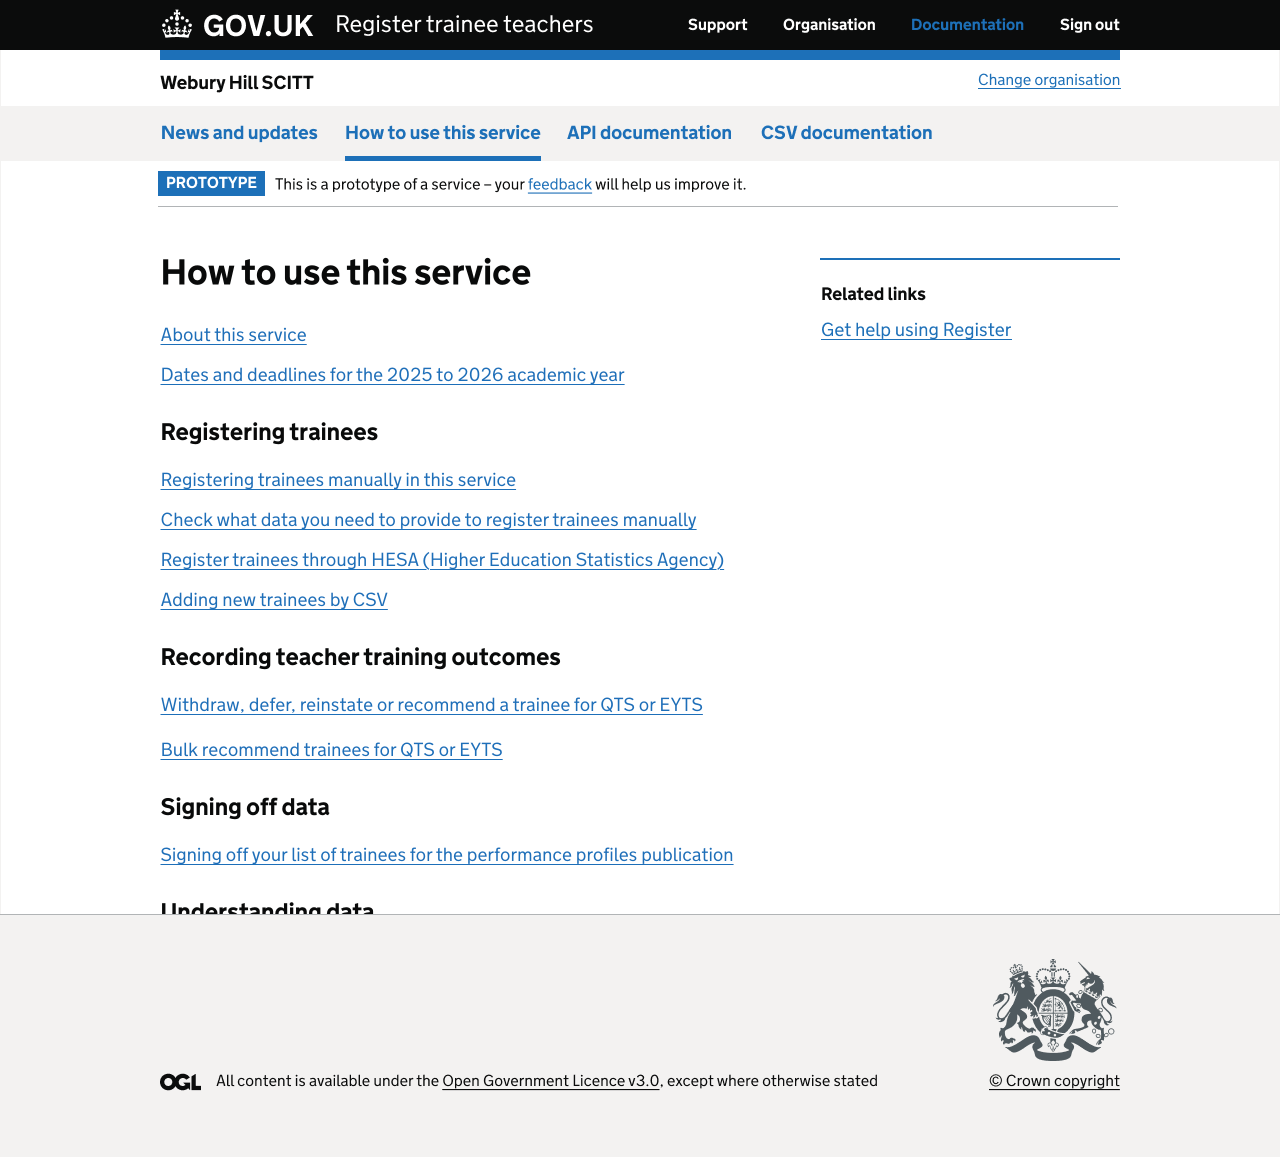 GOV.UK Register trainee teachers Support Organisation Documentation Sign out
Webury Hill SCITT Change organisation
News and updates How to use this service API documentation CSV documentation
PROTOTYPE This is a prototype of a service – your feedback will help us improve it.
How to use this service
About this service
Dates and deadlines for the 2025 to 2026 academic year
Registering trainees
Registering trainees manually in this service
Check what data you need to provide to register trainees manually
Register trainees through HESA (Higher Education Statistics Agency)
Adding new trainees by CSV
Recording teacher training outcomes
Withdraw, defer, reinstate or recommend a trainee for QTS or EYTS
Bulk recommend trainees for QTS or EYTS
Signing off data
Signing off your list of trainees for the performance profiles publication
Understanding data
Related links
Get help using Register
OGL All content is available under the Open Government Licence v3.0, except where otherwise stated
© Crown copyright